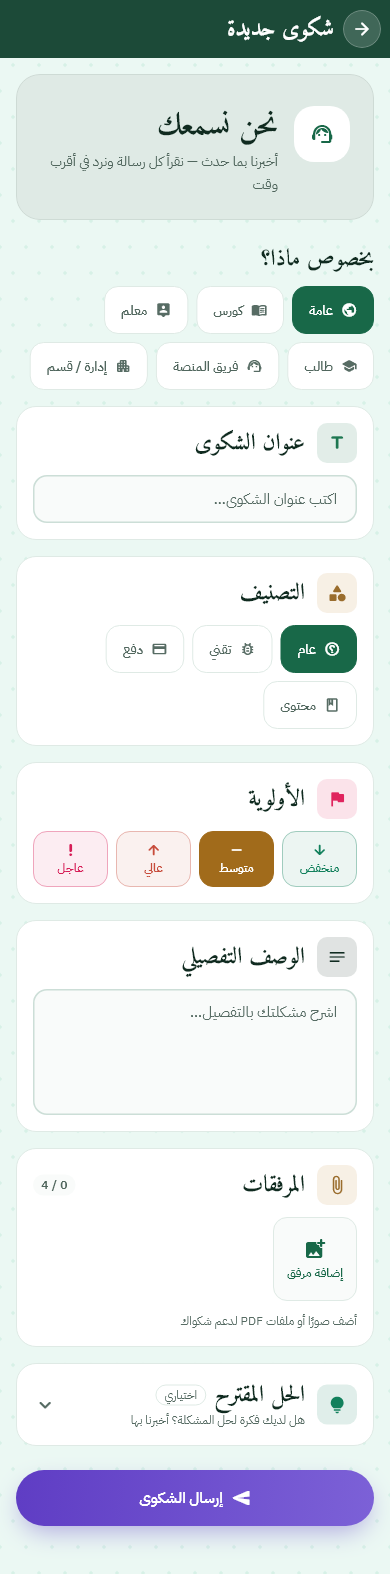 شكوى جديدة
نحن نسمعك
أخبرنا بما حدث — نقرأ كل رسالة ونرد في أقرب
وقت
بخصوص ماذا؟
عامة
كورس
معلم
طالب
فريق المنصة
إدارة / قسم
عنوان الشكوى
اكتب عنوان الشكوى...
التصنيف
عام
تقني
دفع
محتوى
الأولوية
منخفض
متوسط
عالي
عاجل
الوصف التفصيلي
اشرح مشكلتك بالتفصيل...
المرفقات
4 / 0
إضافة مرفق
أضف صورًا أو ملفات PDF لدعم شكواك
الحل المقترح اختياري
هل لديك فكرة لحل المشكلة؟ أخبرنا بها
إرسال الشكوى